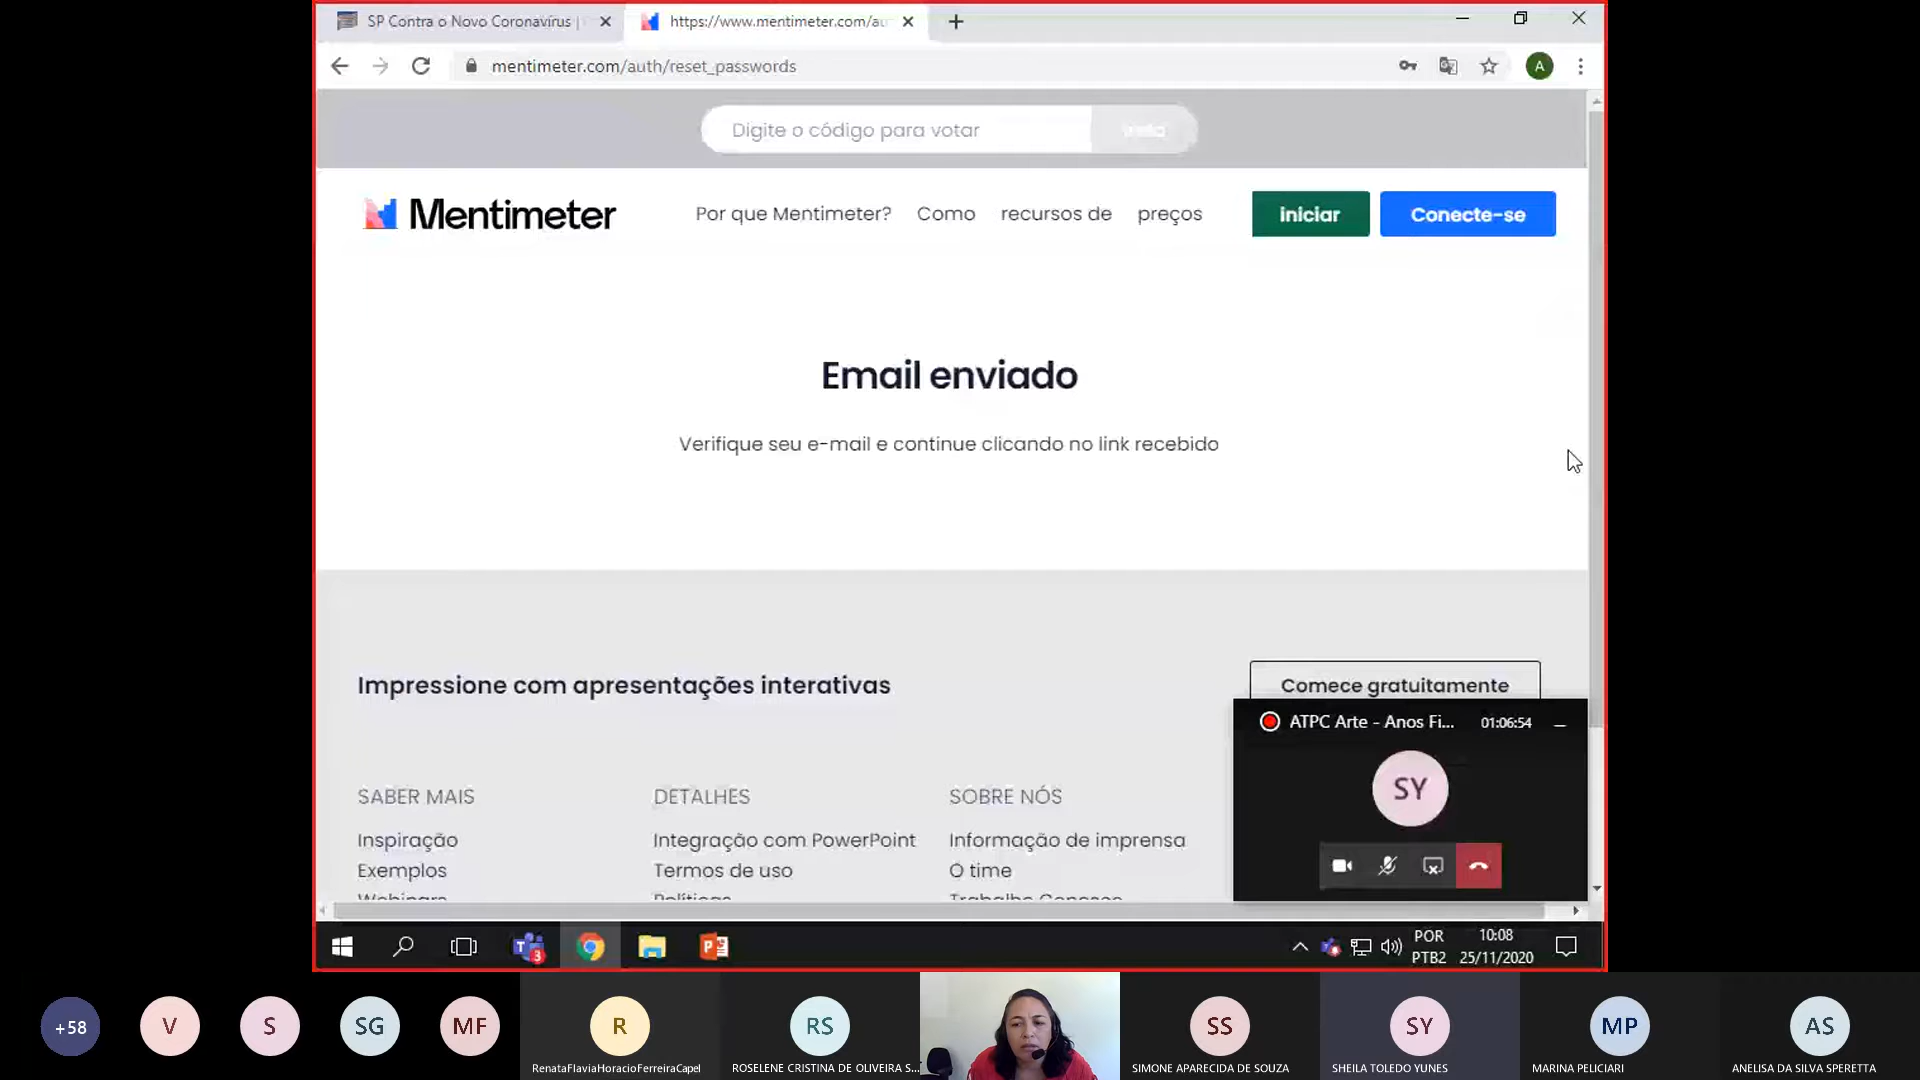 SP Contra o Novo Coronavírus |
https://www.mentimeter.com/au
mentimeter.com/auth/reset_passwords
A
Digite o código para votar
Mentimeter
Por que Mentimeter?
Como
recursos de
preços
iniciar
Conecte-se
Email enviado
Verifique seu e-mail e continue clicando no link recebido
Impressione com apresentações interativas
Comece gratuitamente
ATPC Arte - Anos Fi...
01:06:54
SY
SABER MAIS
DETALHES
SOBRE NÓS
Inspiração
Integração com PowerPoint
Informação de imprensa
Exemplos
Termos de uso
O time
Webinars
Políticas
Trabalhe Conosco
3
POR
PTB2
10:08
25/11/2020
+58
V
S
SG
MF
R
RS
SS
SY
MP
AS
RenataFlaviaHoracioFerreiraCapel
ROSELENE CRISTINA DE OLIVEIRA S...
SIMONE APARECIDA DE SOUZA
SHEILA TOLEDO YUNES
MARINA PELICIARI
ANELISA DA SILVA SPERETTA